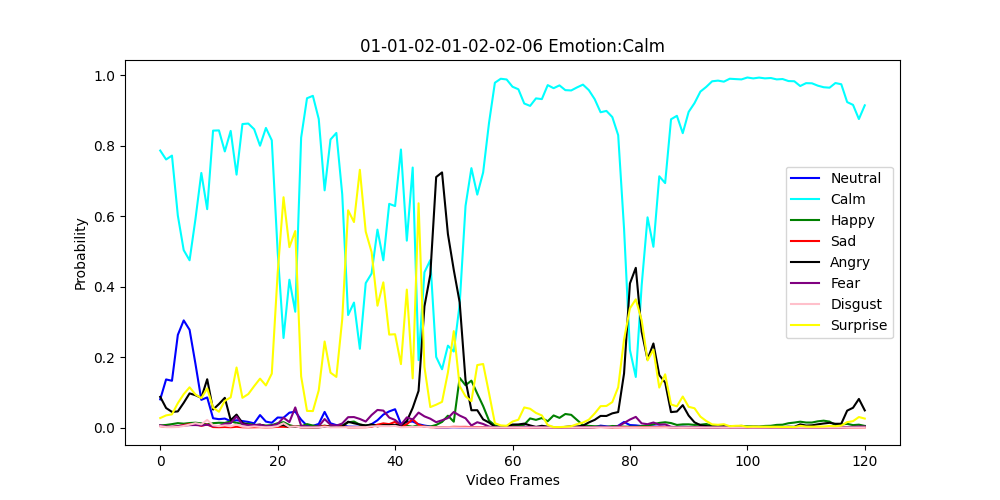 01-01-02-01-02-02-06 Emotion:Calm
1.0
0.8
0.6
0.4
0.2
0.0
Probability
Neutral
Calm
Happy
Sad
Angry
Fear
Disgust
Surprise
0 20 40 60 80 100 120
Video Frames